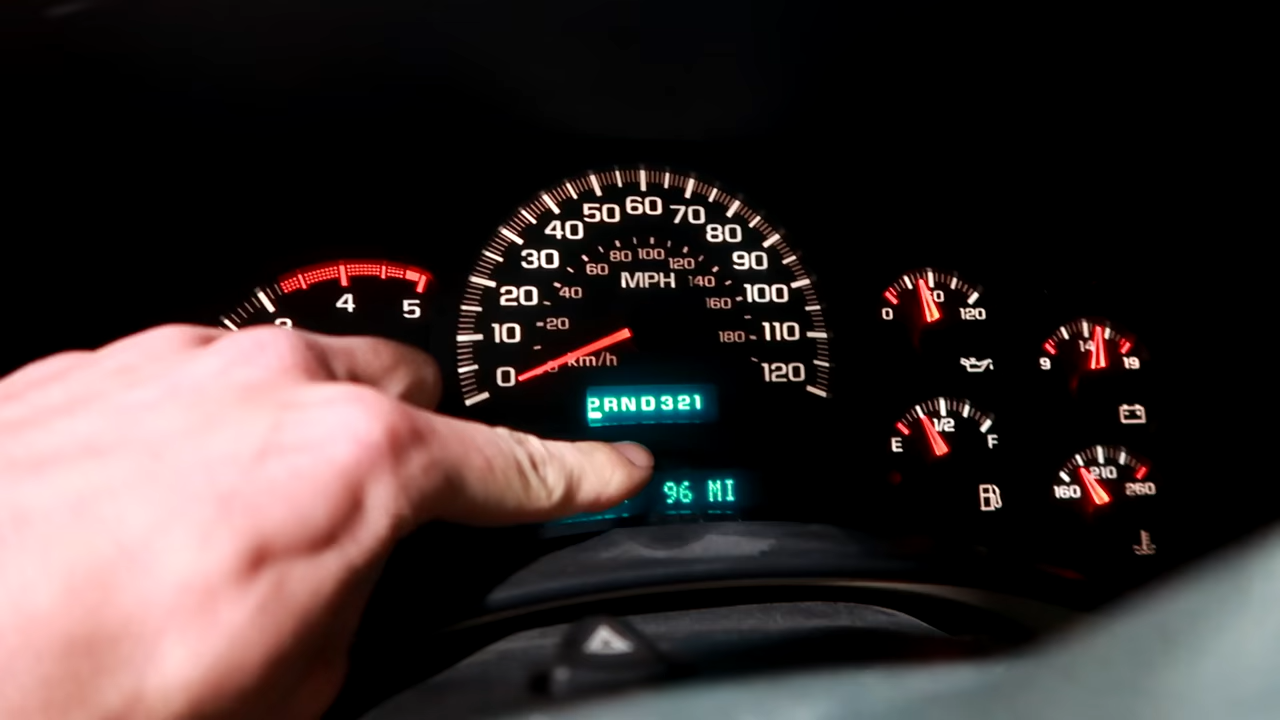 50 60 70
40 80
30 90
20 100
10 110
0 120
80 100 120
60 140
40 160
20 180
MPH
km/h
PRND321
96 MI
3 4 5
0 120
9 14 19
E 1/2 F
160 210 260